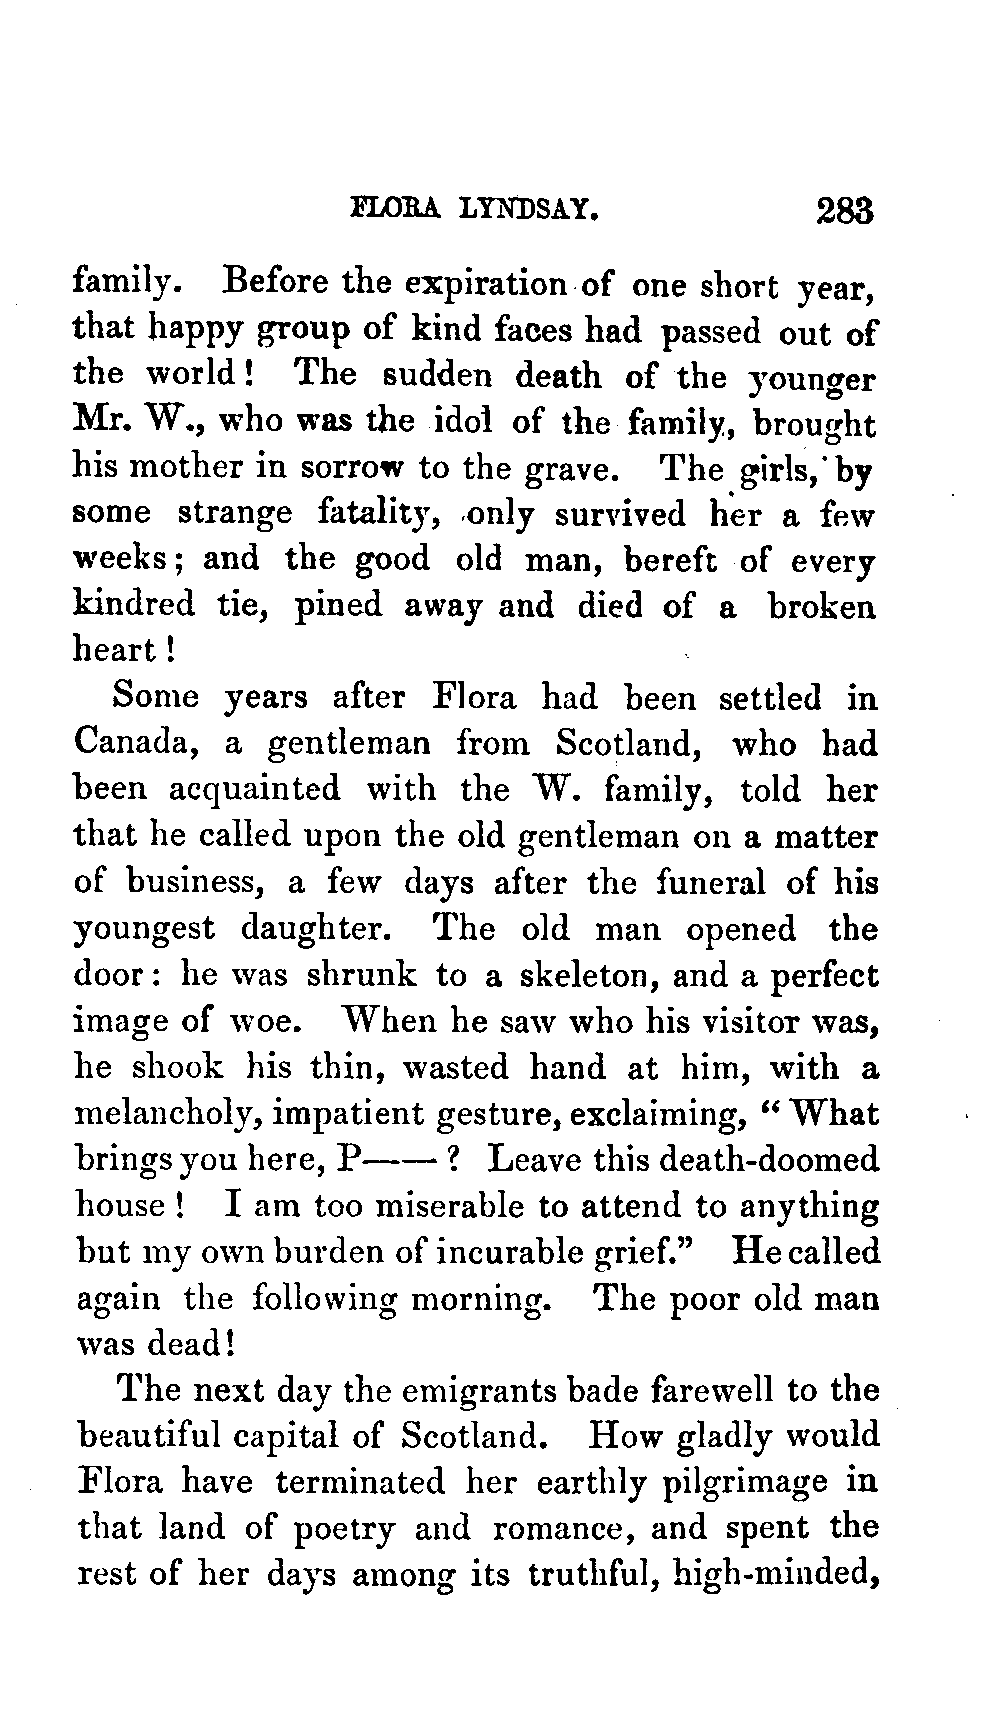 FLORA LYNDSAY. 283
family. Before the expiration of one short year,
that happy group of kind faces had passed out of
the world! The sudden death of the younger
Mr. W., who was the idol of the family, brought
his mother in sorrow to the grave. The girls, by
some strange fatality, only survived her a few
weeks; and the good old man, bereft of every
kindred tie, pined away and died of a broken
heart!
Some years after Flora had been settled in
Canada, a gentleman from Scotland, who had
been acquainted with the W. family, told her
that he called upon the old gentleman on a matter
of business, a few days after the funeral of his
youngest daughter. The old man opened the
door: he was shrunk to a skeleton, and a perfect
image of woe. When he saw who his visitor was,
he shook his thin, wasted hand at him, with a
melancholy, impatient gesture, exclaiming, “What
brings you here, P——? Leave this death-doomed
house! I am too miserable to attend to anything
but my own burden of incurable grief.” He called
again the following morning. The poor old man
was dead!
The next day the emigrants bade farewell to the
beautiful capital of Scotland. How gladly would
Flora have terminated her earthly pilgrimage in
that land of poetry and romance, and spent the
rest of her days among its truthful, high-minded,